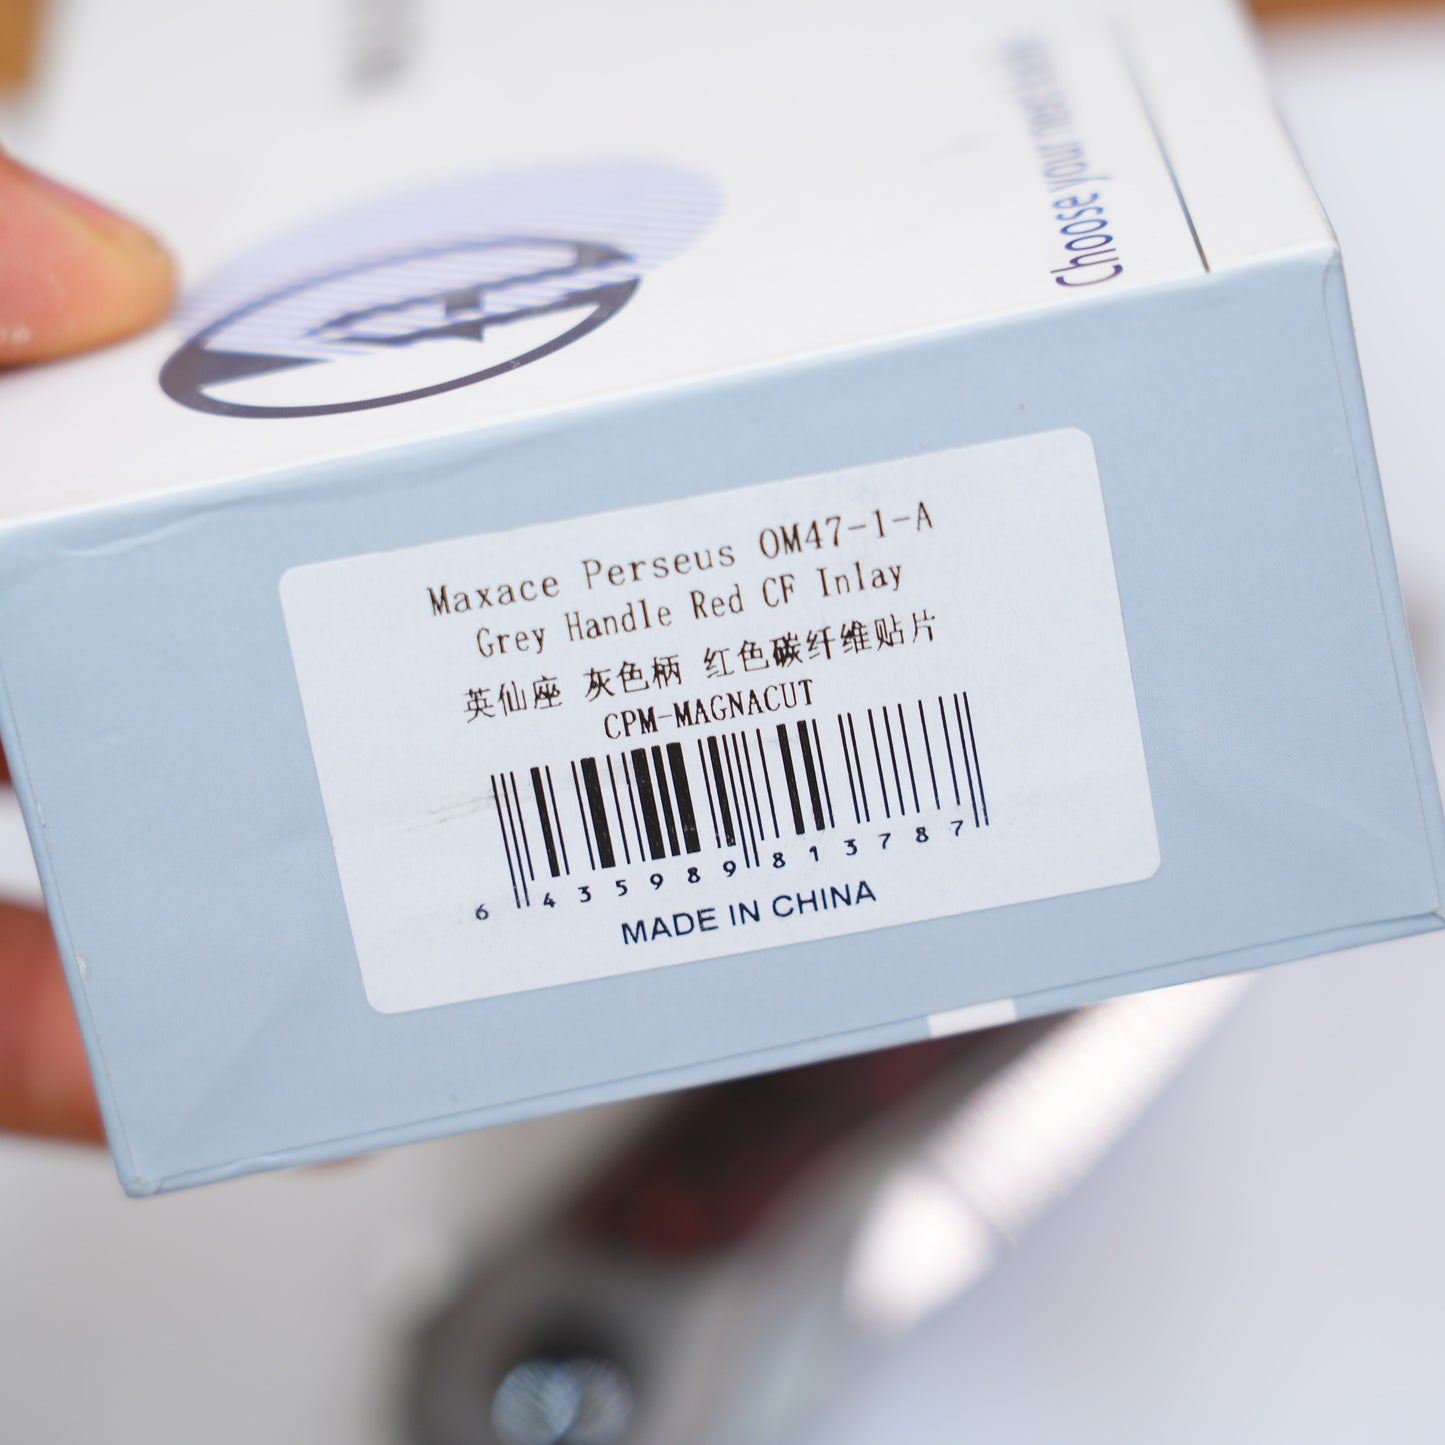 Choose your
Maxace Perseus OM47-1-A
Grey Handle Red CF Inlay
英仙座 灰色柄 红色碳纤维贴片
CPM-MAGNACUT
6 435989 813787
MADE IN CHINA